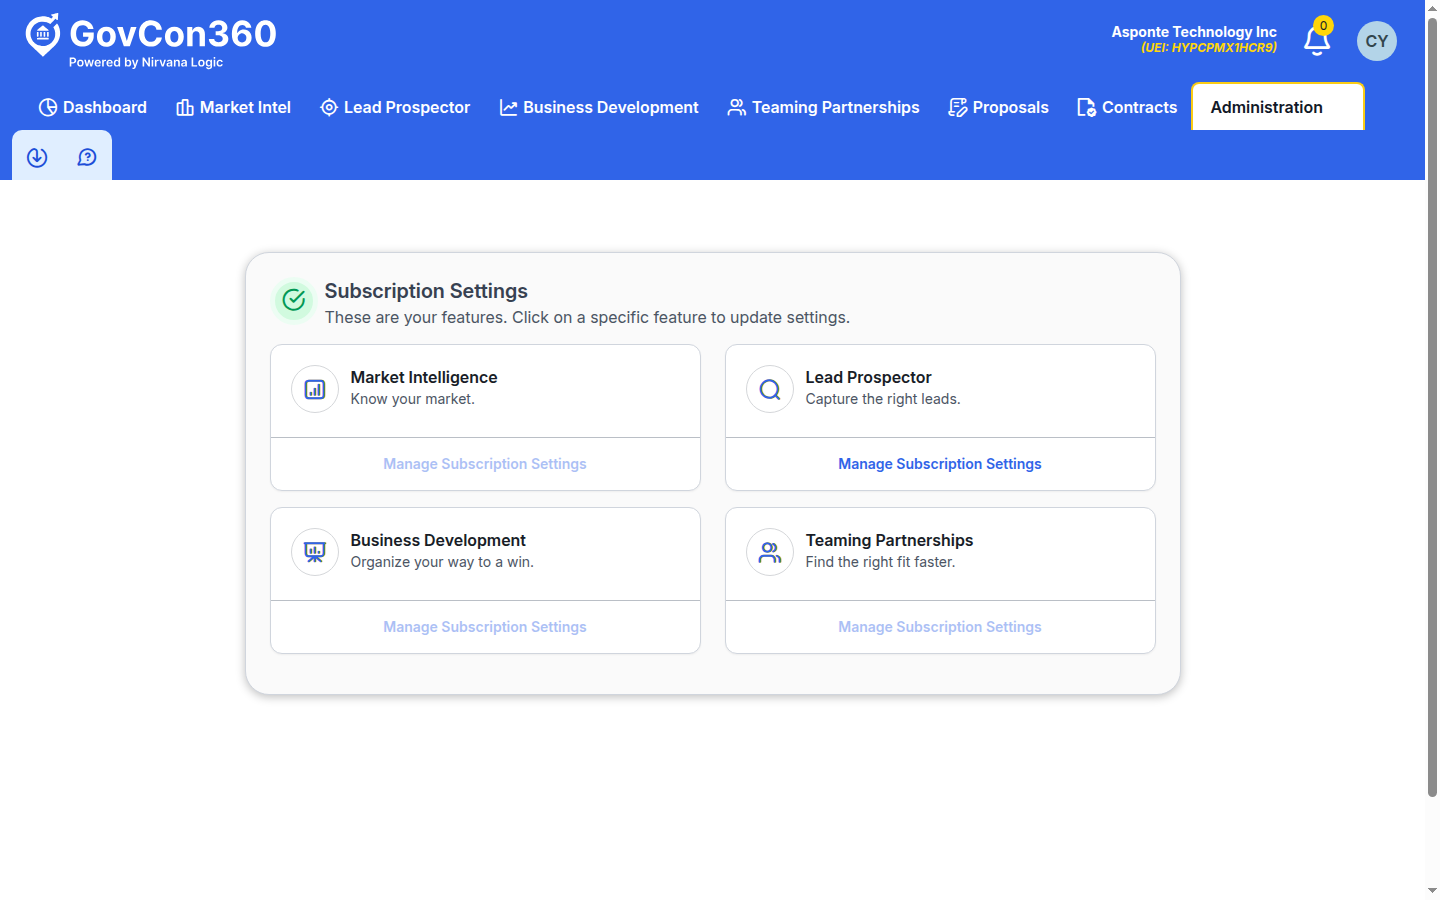 GovCon360
Powered by Nirvana Logic
Asponte Technology Inc
(UEI: HYPCPMX1HCR9)
0
CY
Dashboard
Market Intel
Lead Prospector
Business Development
Teaming Partnerships
Proposals
Contracts
Administration
Subscription Settings
These are your features. Click on a specific feature to update settings.
Market Intelligence
Know your market.
Manage Subscription Settings
Lead Prospector
Capture the right leads.
Manage Subscription Settings
Business Development
Organize your way to a win.
Manage Subscription Settings
Teaming Partnerships
Find the right fit faster.
Manage Subscription Settings